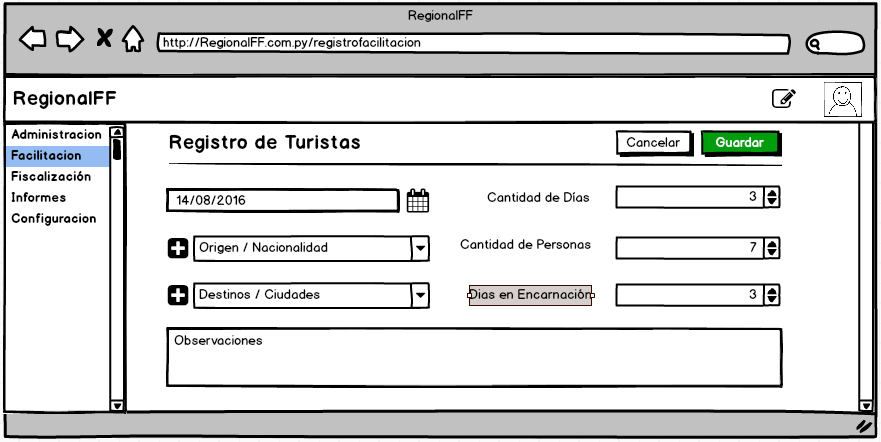 RegionalFF
http://RegionalFF.com.py/registrofacilitacion
RegionalFF
Administracion
Facilitacion
Fiscalización
Informes
Configuracion
Registro de Turistas
Cancelar
Guardar
14/08/2016
Cantidad de Días
3
Origen / Nacionalidad
Cantidad de Personas
7
Destinos / Ciudades
Dias en Encarnación
3
Observaciones